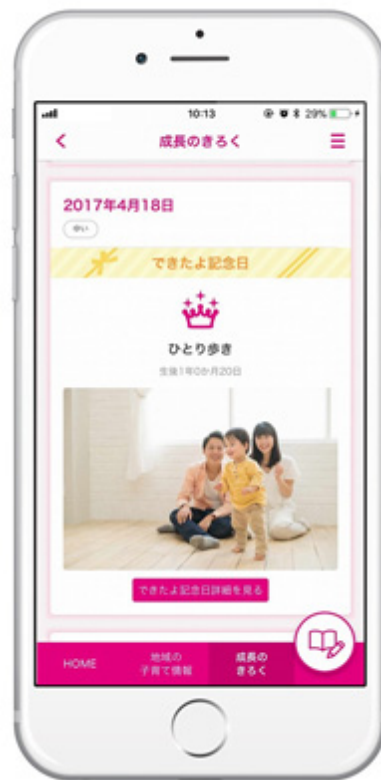 10:13
29%
成長のきろく
2017年4月18日
ゆい
できたよ記念日
ひとり歩き
生後1年0か月20日
できたよ記念日詳細を見る
HOME
地域の
子育て情報
成長の
きろく